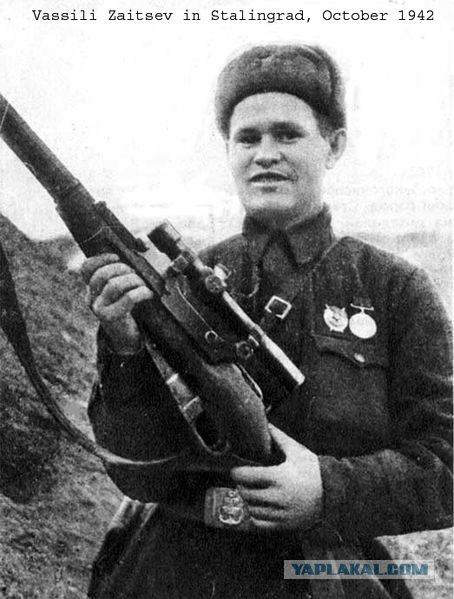 Vassili Zaitsev in Stalingrad, October 1942
YAPLAKAL.COM